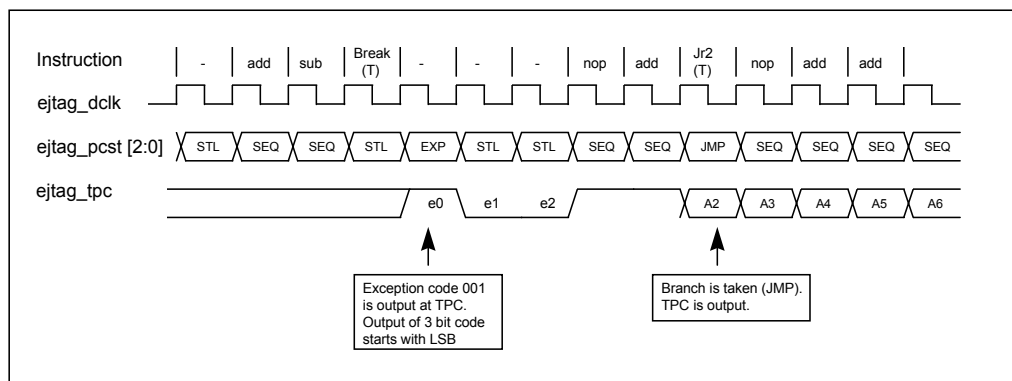 Instruction - add sub Break (T) - - - nop add Jr2 (T) nop add add
ejtag_dclk
ejtag_pcst [2:0] STL SEQ SEQ STL EXP STL STL SEQ SEQ JMP SEQ SEQ SEQ SEQ
ejtag_tpc e0 e1 e2 A2 A3 A4 A5 A6
Exception code 001
is output at TPC.
Output of 3 bit code
starts with LSB
Branch is taken (JMP).
TPC is output.